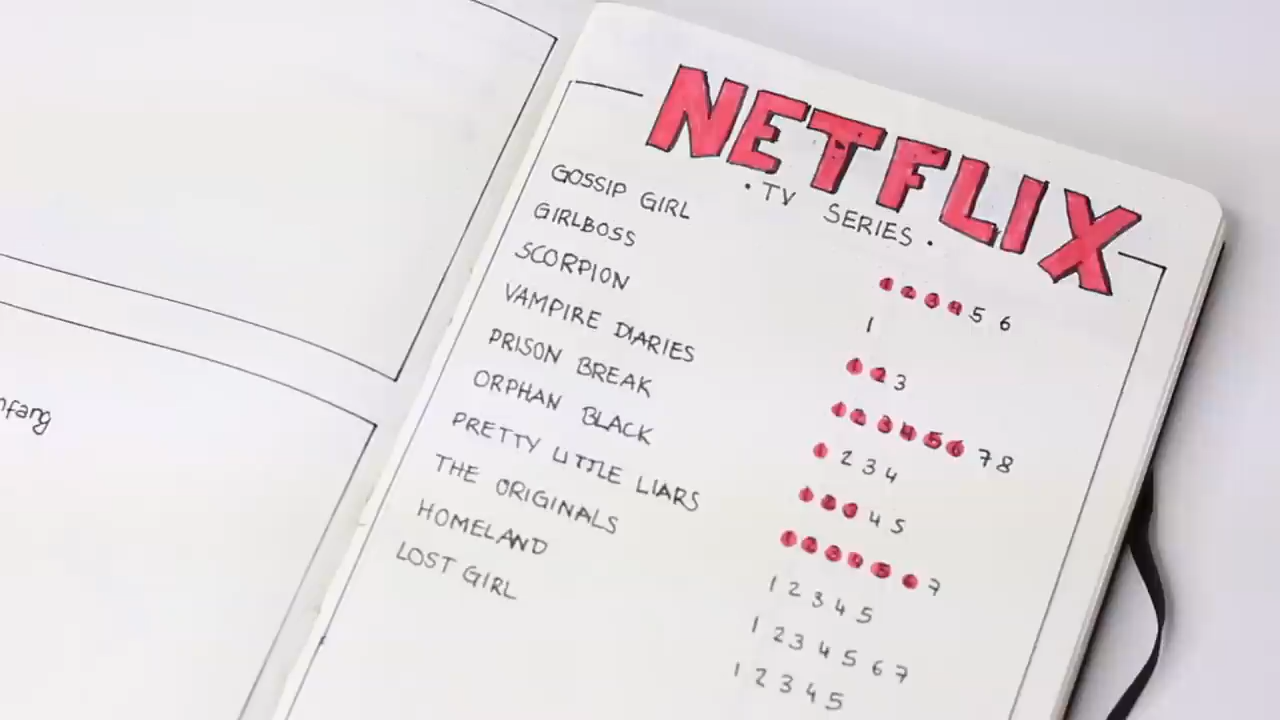 nfang
NETFLIX
• TV SERIES •
GOSSIP GIRL 1 2 3 4 5 6
GIRLBOSS 1
SCORPION 1 2 3
VAMPIRE DIARIES 1 2 3 4 5 6 7 8
PRISON BREAK 1 2 3 4
ORPHAN BLACK 1 2 3 4 5
PRETTY LITTLE LIARS 1 2 3 4 5 6 7
THE ORIGINALS 1 2 3 4 5
HOMELAND 1 2 3 4 5 6 7
LOST GIRL 1 2 3 4 5